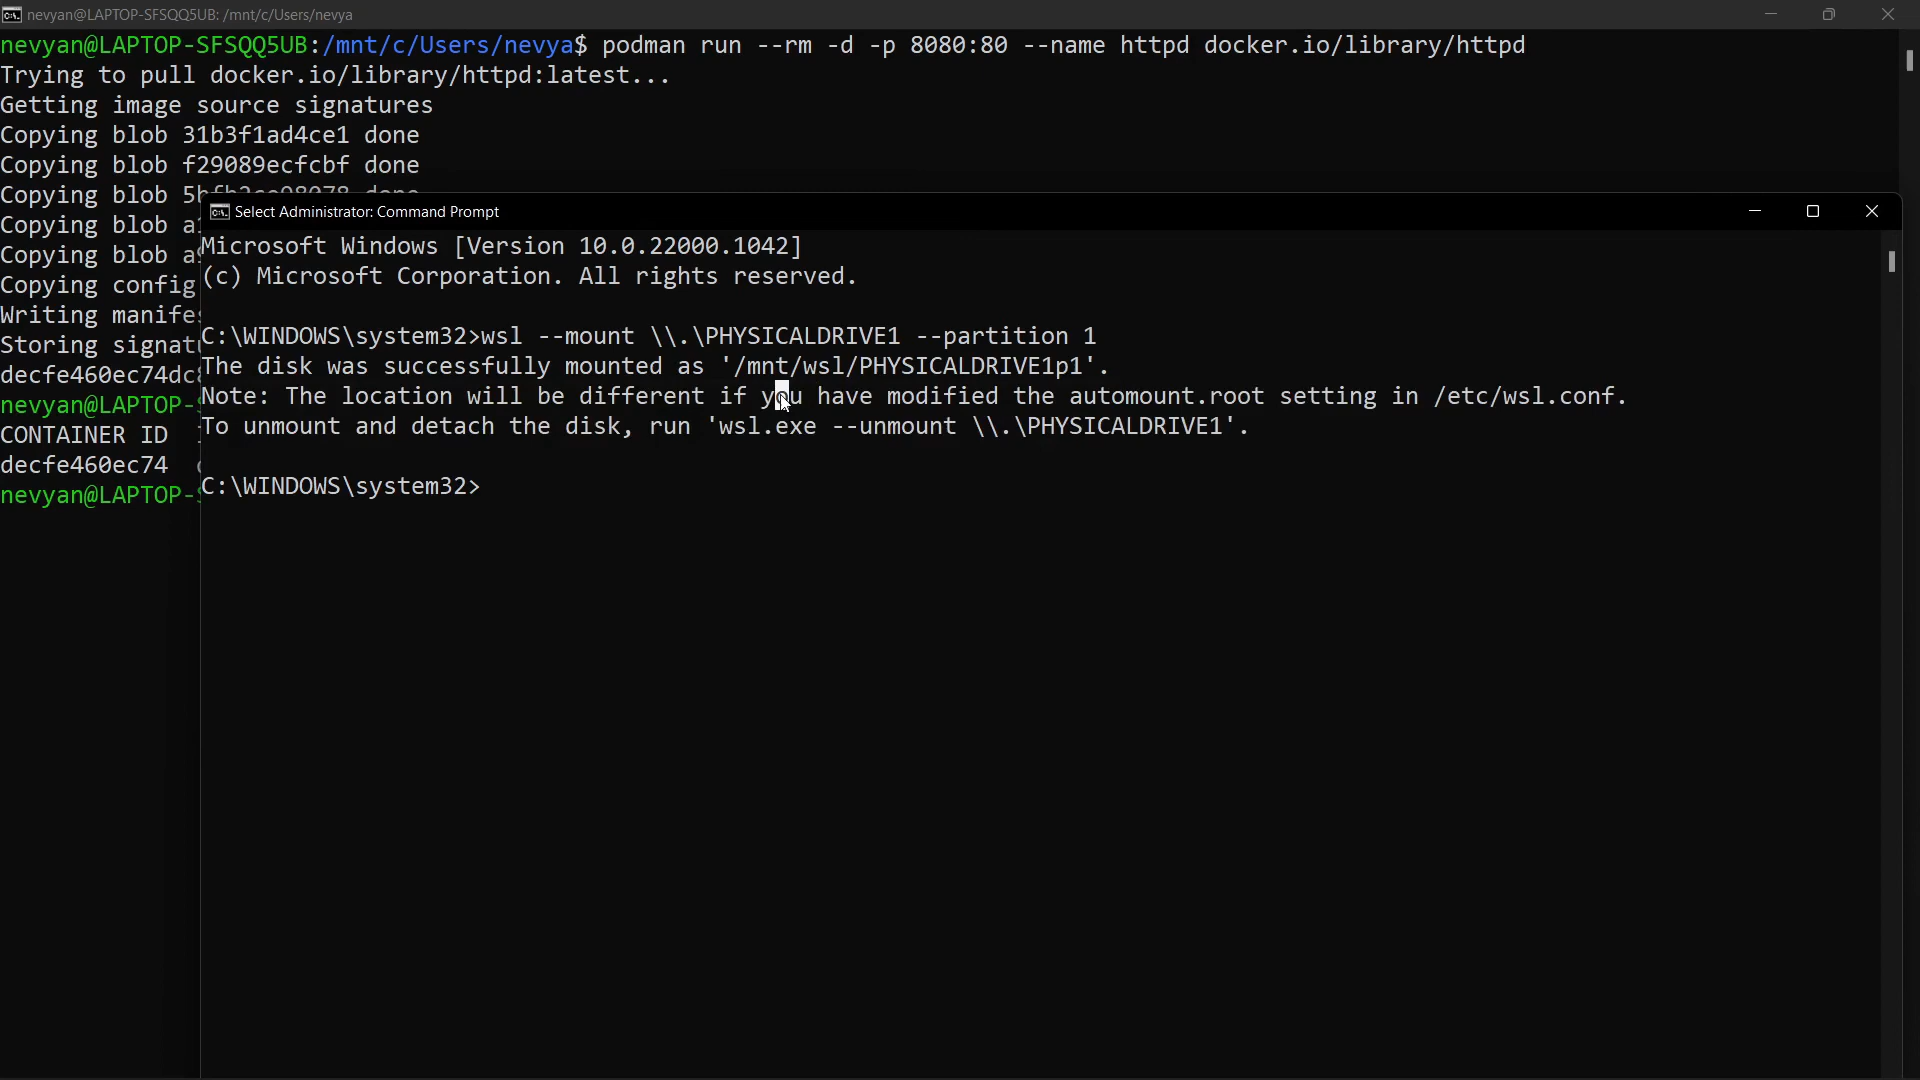 nevyan@LAPTOP-SFSQQ5UB: /mnt/c/Users/nevya
nevyan@LAPTOP-SFSQQ5UB:/mnt/c/Users/nevya$ podman run --rm -d -p 8080:80 --name httpd docker.io/library/httpd
Trying to pull docker.io/library/httpd:latest...
Getting image source signatures
Copying blob 31b3f1ad4ce1 done
Copying blob f29089ecfcbf done
Copying blob
Copying blob
Copying blob
Copying config
Writing
Storing
decfe460ec74dc
nevyan@LAPTOP-
CONTAINER ID
decfe460ec74
nevyan@LAPTOP-
Select Administrator: Command Prompt
Microsoft Windows [Version 10.0.22000.1042]
(c) Microsoft Corporation. All rights reserved.
C:\WINDOWS\system32>wsl --mount \\.\PHYSICALDRIVE1 --partition 1
The disk was successfully mounted as '/mnt/wsl/PHYSICALDRIVE1p1'.
Note: The location will be different if you have modified the automount.root setting in /etc/wsl.conf.
To unmount and detach the disk, run 'wsl.exe --unmount \\.\PHYSICALDRIVE1'.
C:\WINDOWS\system32>